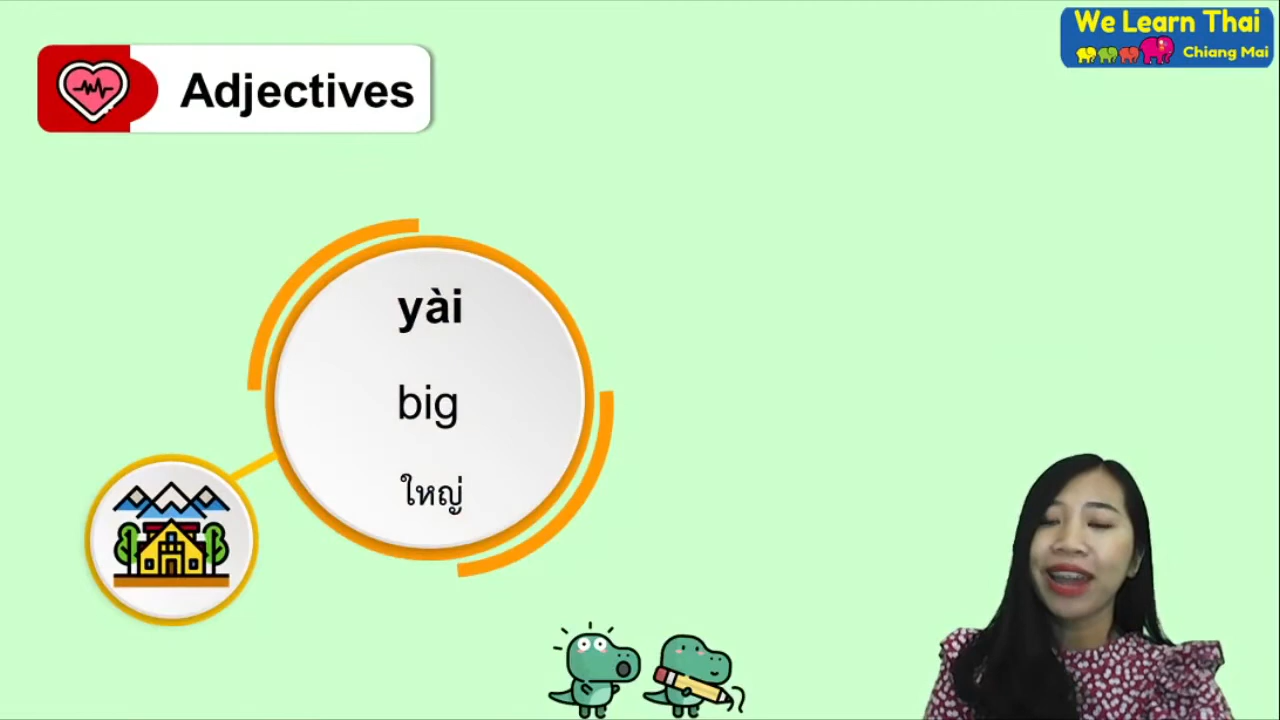 We Learn Thai
Chiang Mai
Adjectives
yài
big
ใหญ่